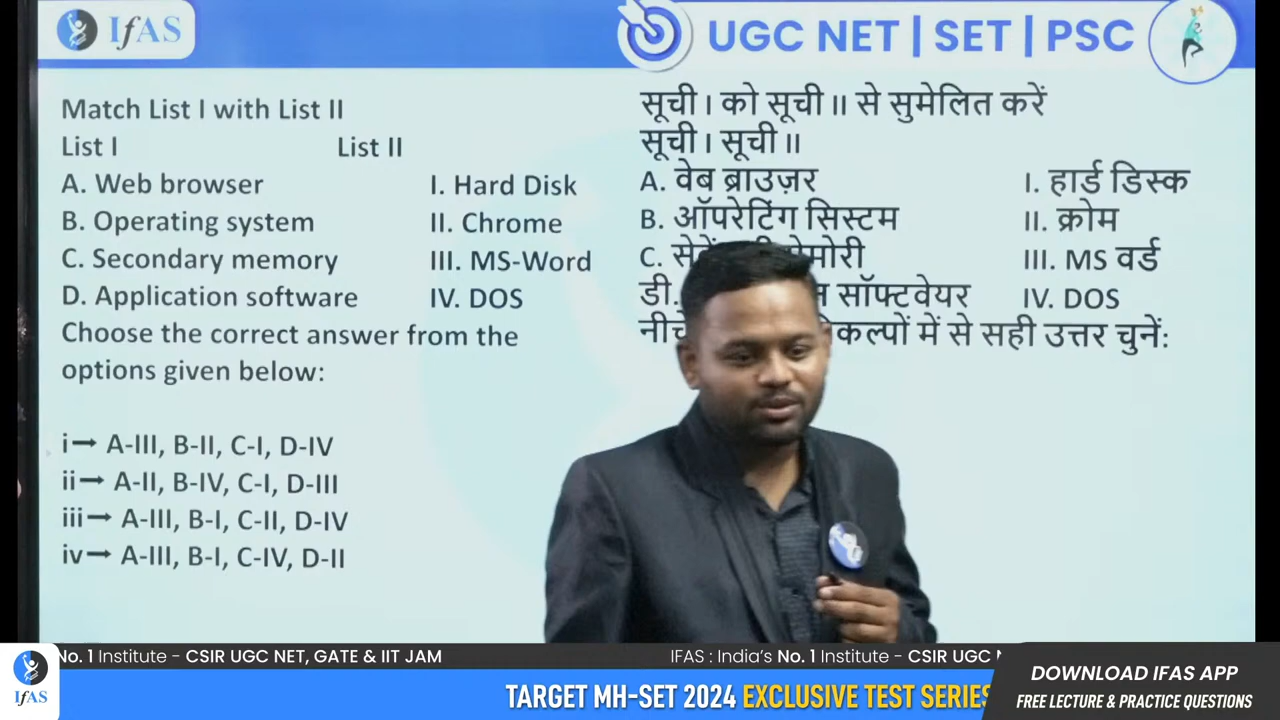 IfAS
UGC NET | SET | PSC
Match List I with List II
List I List II
A. Web browser I. Hard Disk
B. Operating system II. Chrome
C. Secondary memory III. MS-Word
D. Application software IV. DOS
Choose the correct answer from the
options given below:
i→ A-III, B-II, C-I, D-IV
ii→ A-II, B-IV, C-I, D-III
iii→ A-III, B-I, C-II, D-IV
iv→ A-III, B-I, C-IV, D-II
सूची । को सूची ॥ से सुमेलित करें
सूची । सूची ॥
A. वेब ब्राउज़र I. हार्ड डिस्क
B. ऑपरेटिंग सिस्टम II. क्रोम
C. III. MS वर्ड
डी. सॉफ्टवेयर IV. DOS
में से सही उत्तर चुनें:
No. 1 Institute - CSIR UGC NET, GATE & IIT JAM IFAS : India's No. 1 Institute - CSIR UGC
IfAS
TARGET MH-SET 2024 EXCLUSIVE TEST SERIES
DOWNLOAD IFAS APP
FREE LECTURE & PRACTICE QUESTIONS